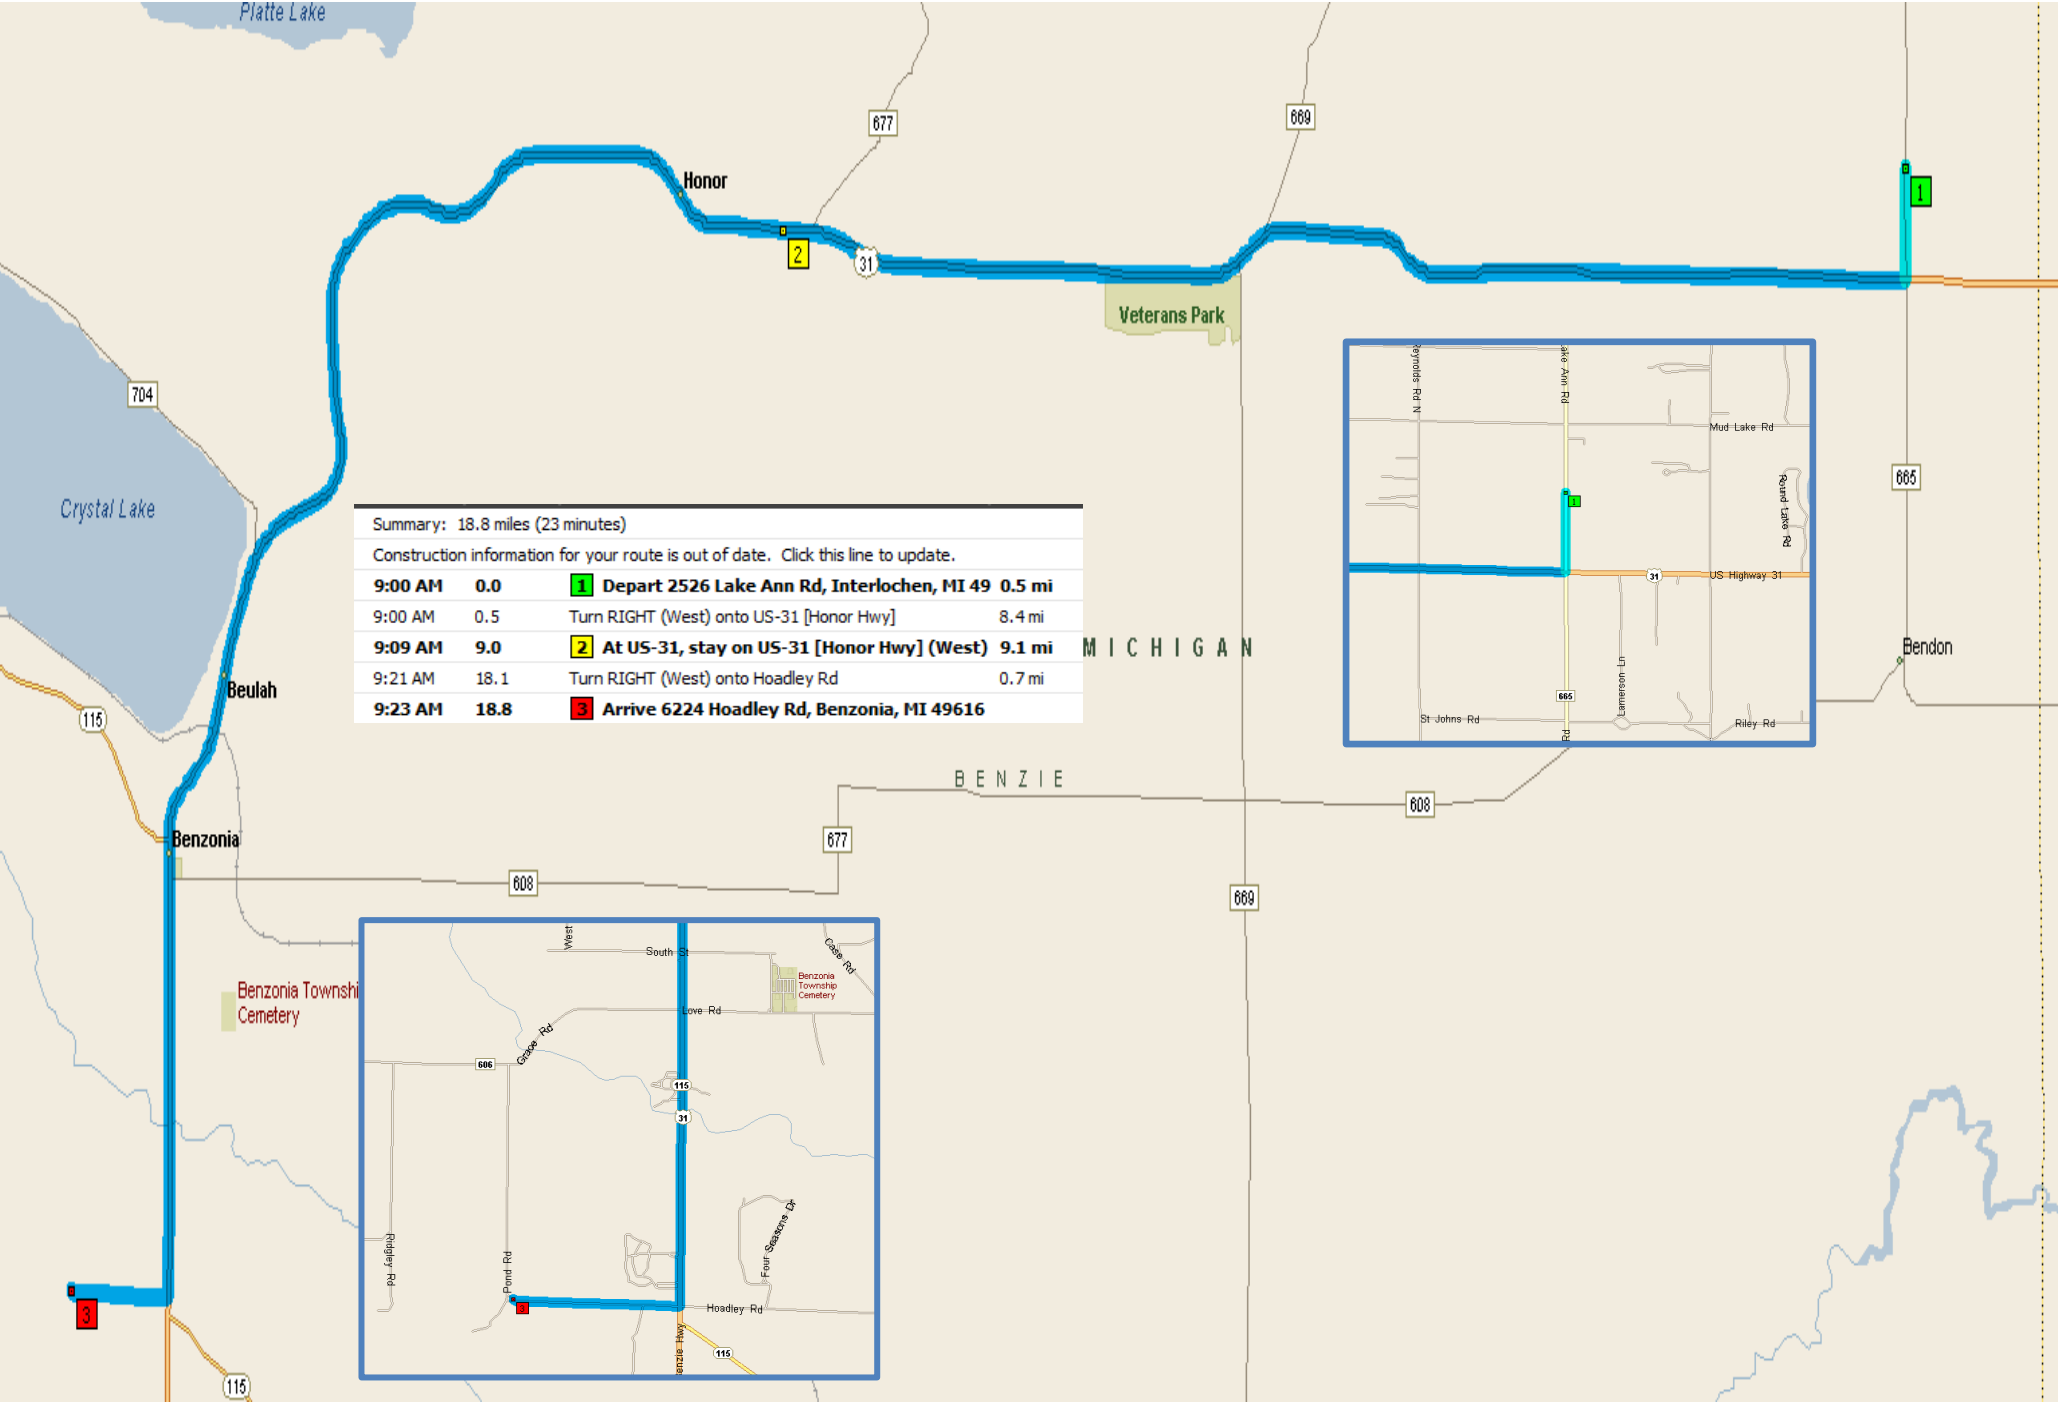 Platte Lake
677
669
Honor
1
2
31
Veterans Park
704
Crystal Lake
Reynolds Rd N
Lake Ann Rd
Mud Lake Rd
1
Round Lake Rd
31
US Highway 31
665
Lamerson Ln
St Johns Rd
Rd
Riley Rd
665
Bendon
Summary: 18.8 miles (23 minutes)
Construction information for your route is out of date. Click this line to update.
9:00 AM 0.0 1 Depart 2526 Lake Ann Rd, Interlochen, MI 49 0.5 mi
9:00 AM 0.5 Turn RIGHT (West) onto US-31 [Honor Hwy] 8.4 mi
9:09 AM 9.0 2 At US-31, stay on US-31 [Honor Hwy] (West) 9.1 mi
9:21 AM 18.1 Turn RIGHT (West) onto Hoadley Rd 0.7 mi
9:23 AM 18.8 3 Arrive 6224 Hoadley Rd, Benzonia, MI 49616
MICHIGAN
Beulah
115
BENZIE
608
Benzonia
677
608
669
Benzonia Townshi
Cemetery
West
South St
Case Rd
Benzonia
Township
Cemetery
Love Rd
Grace Rd
606
115
31
Ridgley Rd
Pond Rd
Four Seasons Dr
3
Hoadley Rd
enzie Hwy
115
3
115